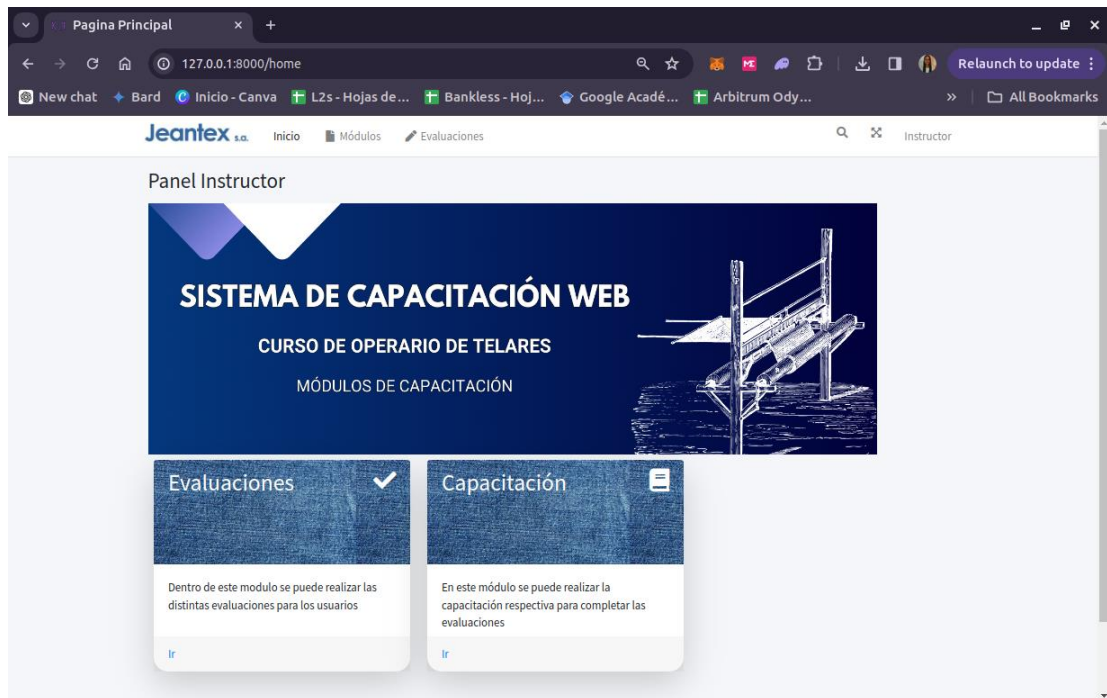 Pagina Principal
127.0.0.1:8000/home
Relaunch to update
New chat Bard Inicio - Canva L2s - Hojas de... Bankless - Hoj... Google Acadé... Arbitrum Ody... » All Bookmarks
Jeantex s.a. Inicio Módulos Evaluaciones Instructor
Panel Instructor
SISTEMA DE CAPACITACIÓN WEB
CURSO DE OPERARIO DE TELARES
MÓDULOS DE CAPACITACIÓN
Evaluaciones
Dentro de este modulo se puede realizar las
distintas evaluaciones para los usuarios
Ir
Capacitación
En este módulo se puede realizar la
capacitación respectiva para completar las
evaluaciones
Ir